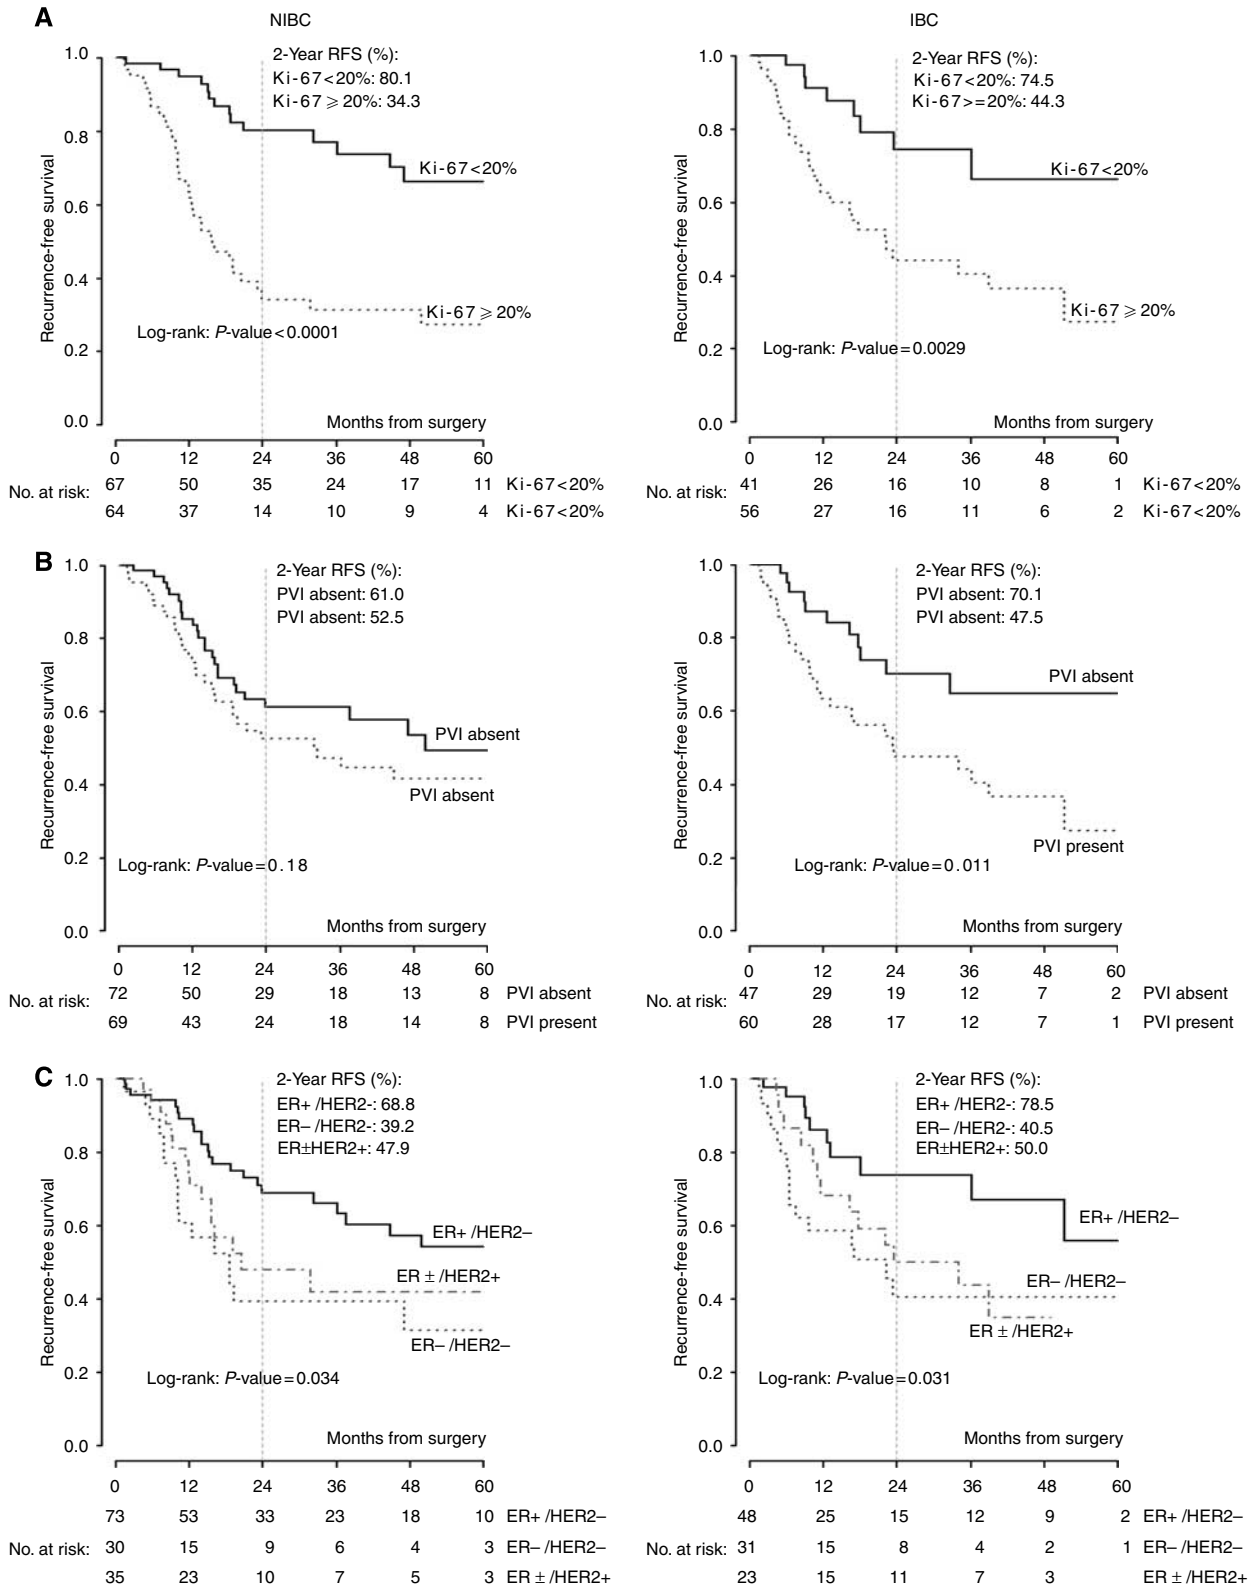 A
NIBC
2-Year RFS (%):
Ki-67<20%: 80.1
Ki-67⩾20%: 34.3
1.0
0.8
0.6
0.4
0.2
0.0
Recurrence-free survival
Ki-67<20%
Ki-67⩾20%
Log-rank: P-value<0.0001
Months from surgery
0 12 24 36 48 60
No. at risk:
67 50 35 24 17 11 Ki-67<20%
64 37 14 10 9 4 Ki-67<20%
IBC
2-Year RFS (%):
Ki-67<20%: 74.5
Ki-67>=20%: 44.3
1.0
0.8
0.6
0.4
0.2
0.0
Recurrence-free survival
Ki-67<20%
Ki-67⩾20%
Log-rank: P-value=0.0029
Months from surgery
0 12 24 36 48 60
No. at risk:
41 26 16 10 8 1 Ki-67<20%
56 27 16 11 6 2 Ki-67<20%
B
2-Year RFS (%):
PVI absent: 61.0
PVI absent: 52.5
1.0
0.8
0.6
0.4
0.2
0.0
Recurrence-free survival
PVI absent
PVI absent
Log-rank: P-value=0.18
Months from surgery
0 12 24 36 48 60
No. at risk:
72 50 29 18 13 8 PVI absent
69 43 24 18 14 8 PVI present
2-Year RFS (%):
PVI absent: 70.1
PVI absent: 47.5
1.0
0.8
0.6
0.4
0.2
0.0
Recurrence-free survival
PVI absent
PVI present
Log-rank: P-value=0.011
Months from surgery
0 12 24 36 48 60
No. at risk:
47 29 19 12 7 2 PVI absent
60 28 17 12 7 1 PVI present
C
2-Year RFS (%):
ER+ /HER2-: 68.8
ER– /HER2-: 39.2
ER±HER2+: 47.9
1.0
0.8
0.6
0.4
0.2
0.0
Recurrence-free survival
ER+ /HER2–
ER ± /HER2+
ER– /HER2–
Log-rank: P-value=0.034
Months from surgery
0 12 24 36 48 60
73 53 33 23 18 10 ER+ /HER2–
No. at risk: 30 15 9 6 4 3 ER– /HER2–
35 23 10 7 5 3 ER ± /HER2+
2-Year RFS (%):
ER+ /HER2-: 78.5
ER– /HER2-: 40.5
ER±HER2+: 50.0
1.0
0.8
0.6
0.4
0.2
0.0
Recurrence-free survival
ER+ /HER2–
ER– /HER2–
ER ± /HER2+
Log-rank: P-value=0.031
Months from surgery
0 12 24 36 48 60
48 25 15 12 9 2 ER+ /HER2–
No. at risk: 31 15 8 4 2 1 ER– /HER2–
23 15 11 7 3 ER ± /HER2+